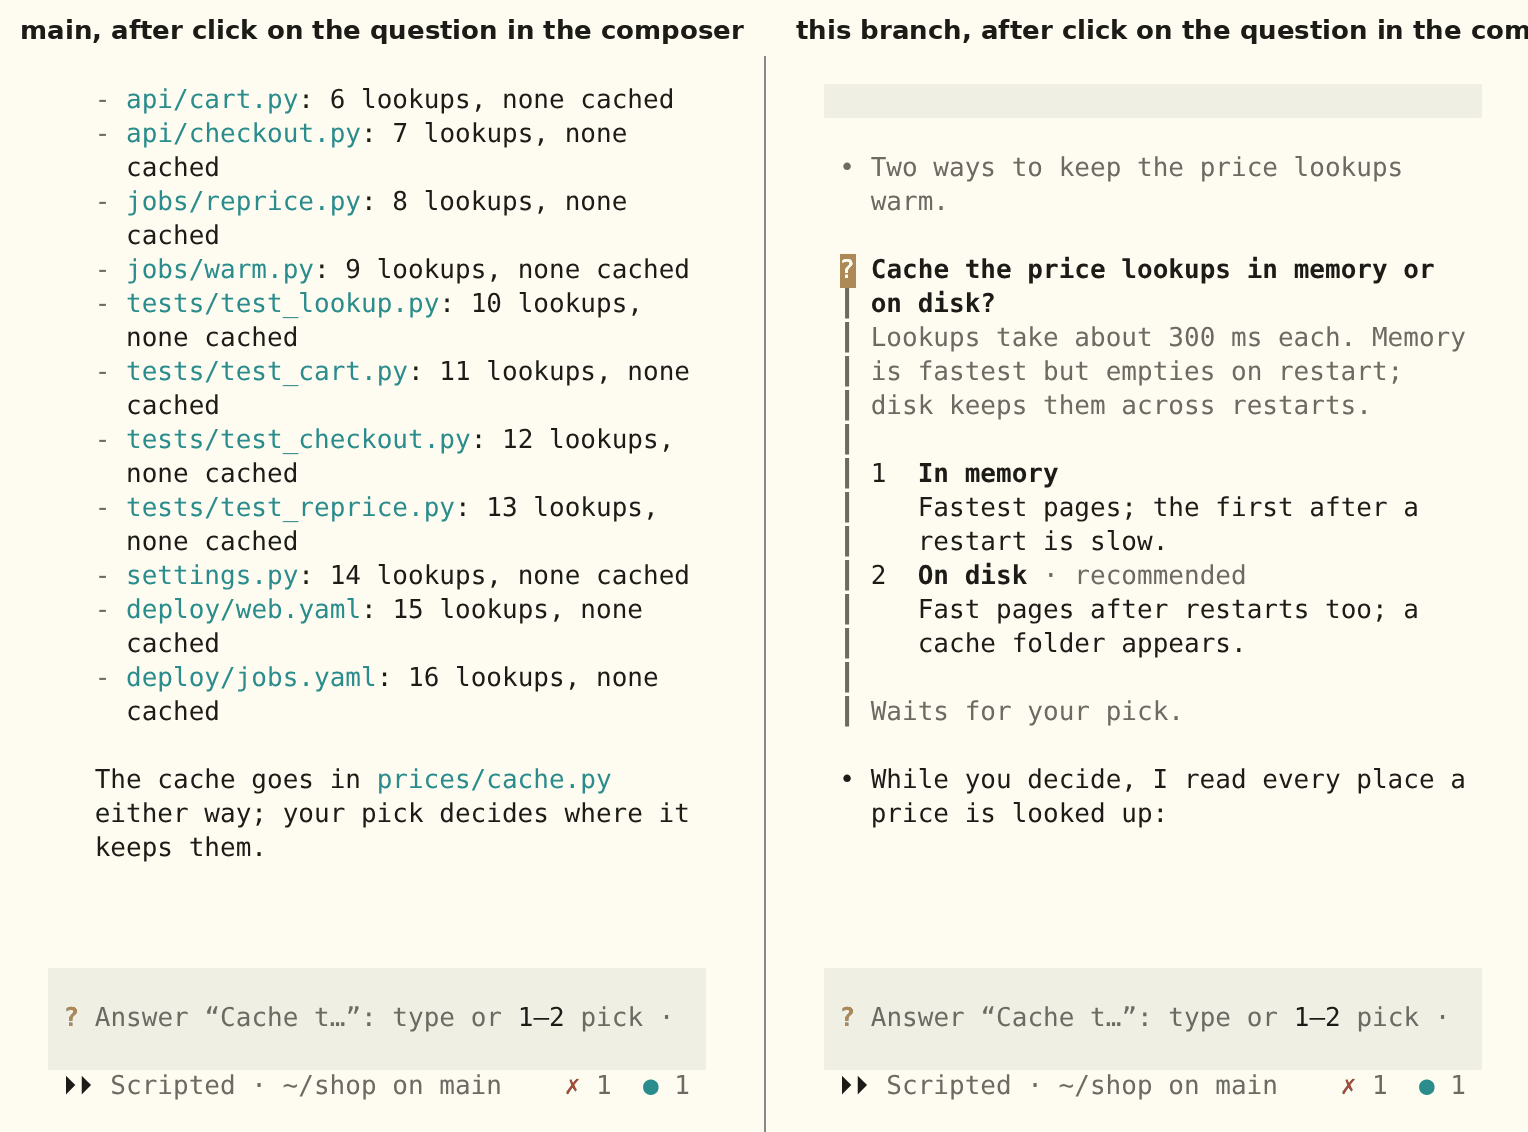 main, after click on the question in the composer
- api/cart.py: 6 lookups, none cached
- api/checkout.py: 7 lookups, none
cached
- jobs/reprice.py: 8 lookups, none
cached
- jobs/warm.py: 9 lookups, none cached
- tests/test_lookup.py: 10 lookups,
none cached
- tests/test_cart.py: 11 lookups, none
cached
- tests/test_checkout.py: 12 lookups,
none cached
- tests/test_reprice.py: 13 lookups,
none cached
- settings.py: 14 lookups, none cached
- deploy/web.yaml: 15 lookups, none
cached
- deploy/jobs.yaml: 16 lookups, none
cached
The cache goes in prices/cache.py
either way; your pick decides where it
keeps them.
? Answer “Cache t…”: type or 1–2 pick ·
Scripted · ~/shop on main ✗ 1 ● 1
this branch, after click on the question in the com
• Two ways to keep the price lookups
warm.
? Cache the price lookups in memory or
on disk?
Lookups take about 300 ms each. Memory
is fastest but empties on restart;
disk keeps them across restarts.
1 In memory
Fastest pages; the first after a
restart is slow.
2 On disk · recommended
Fast pages after restarts too; a
cache folder appears.
Waits for your pick.
• While you decide, I read every place a
price is looked up:
? Answer “Cache t…”: type or 1–2 pick ·
Scripted · ~/shop on main ✗ 1 ● 1